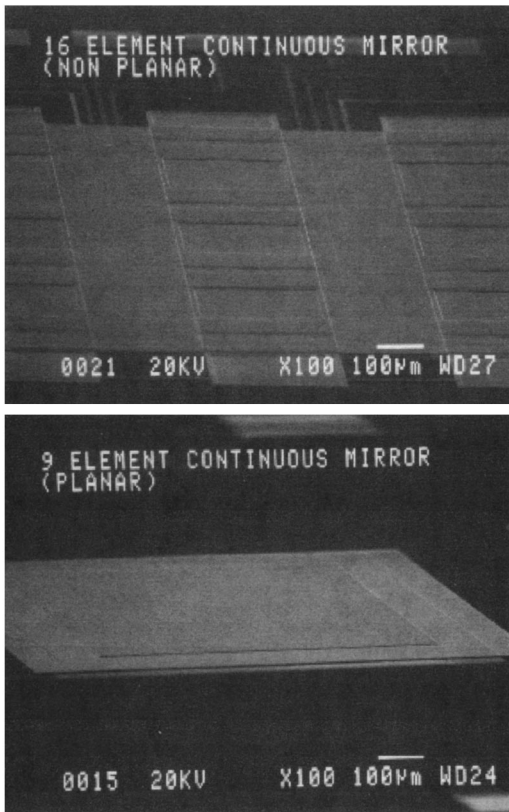 16 ELEMENT CONTINUOUS MIRROR
(NON PLANAR)
0021 20KV X100 100µm WD27
9 ELEMENT CONTINUOUS MIRROR
(PLANAR)
0015 20KV X100 100µm WD24